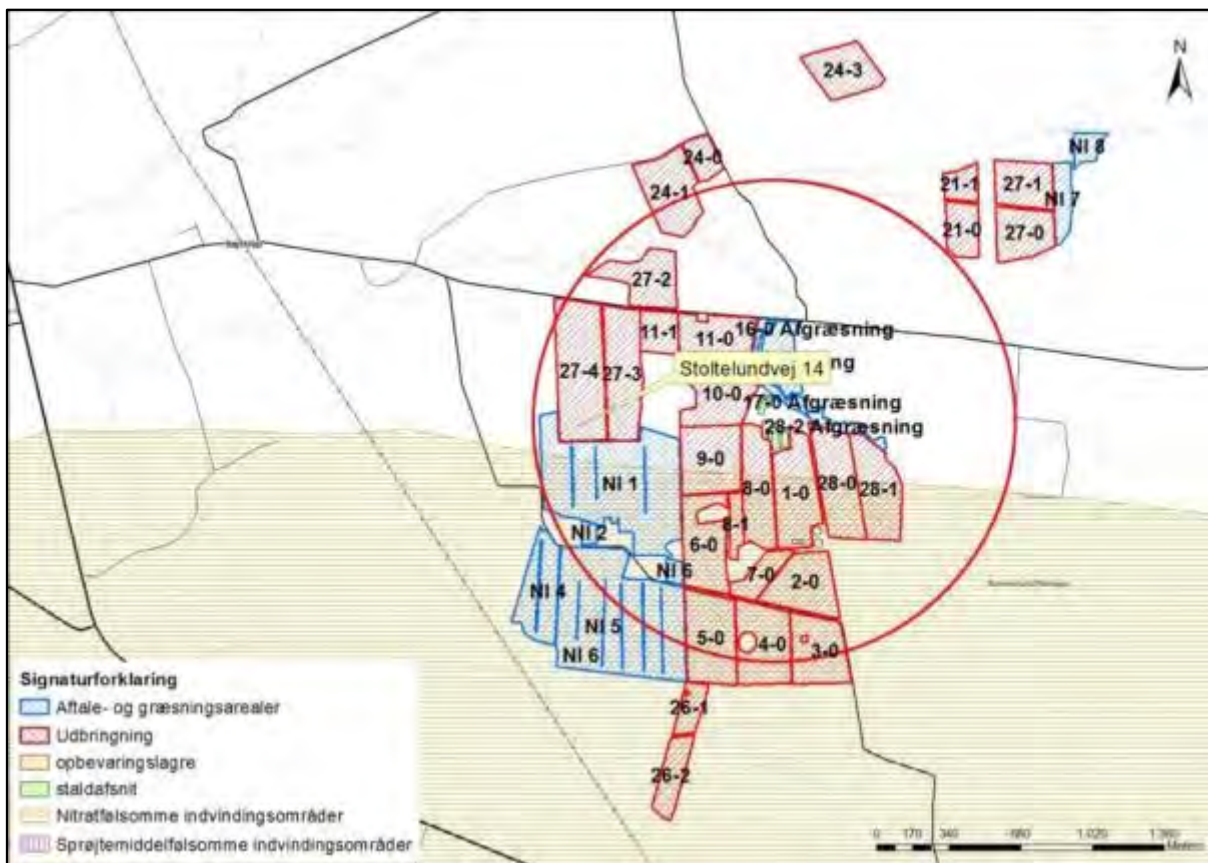 N
24-3
NI 8
24-0
24-1
21-1
27-1
NI 7
21-0
27-0
27-2
16-0 Afgræsning
11-1
11-0
ng
Stoltelundvej 14
27-4
27-3
10-0
17-0 Afgræsning
28-2 Afgræsning
9-0
NI 1
8-0
1-0
28-0
28-1
8-1
NI 2
6-0
NI 6
7-0
2-0
NI 4
NI 5
5-0
4-0
3-0
NI 6
26-1
26-2
Signaturforklaring
Aftale- og græsningsarealer
Udbringning
opbevaringslagre
staldafsnit
Nitratfølsomme indvindingsområder
Sprøjtemiddelfølsomme indvindingsområder
0 170 340 680 1.020 1.360
Meters